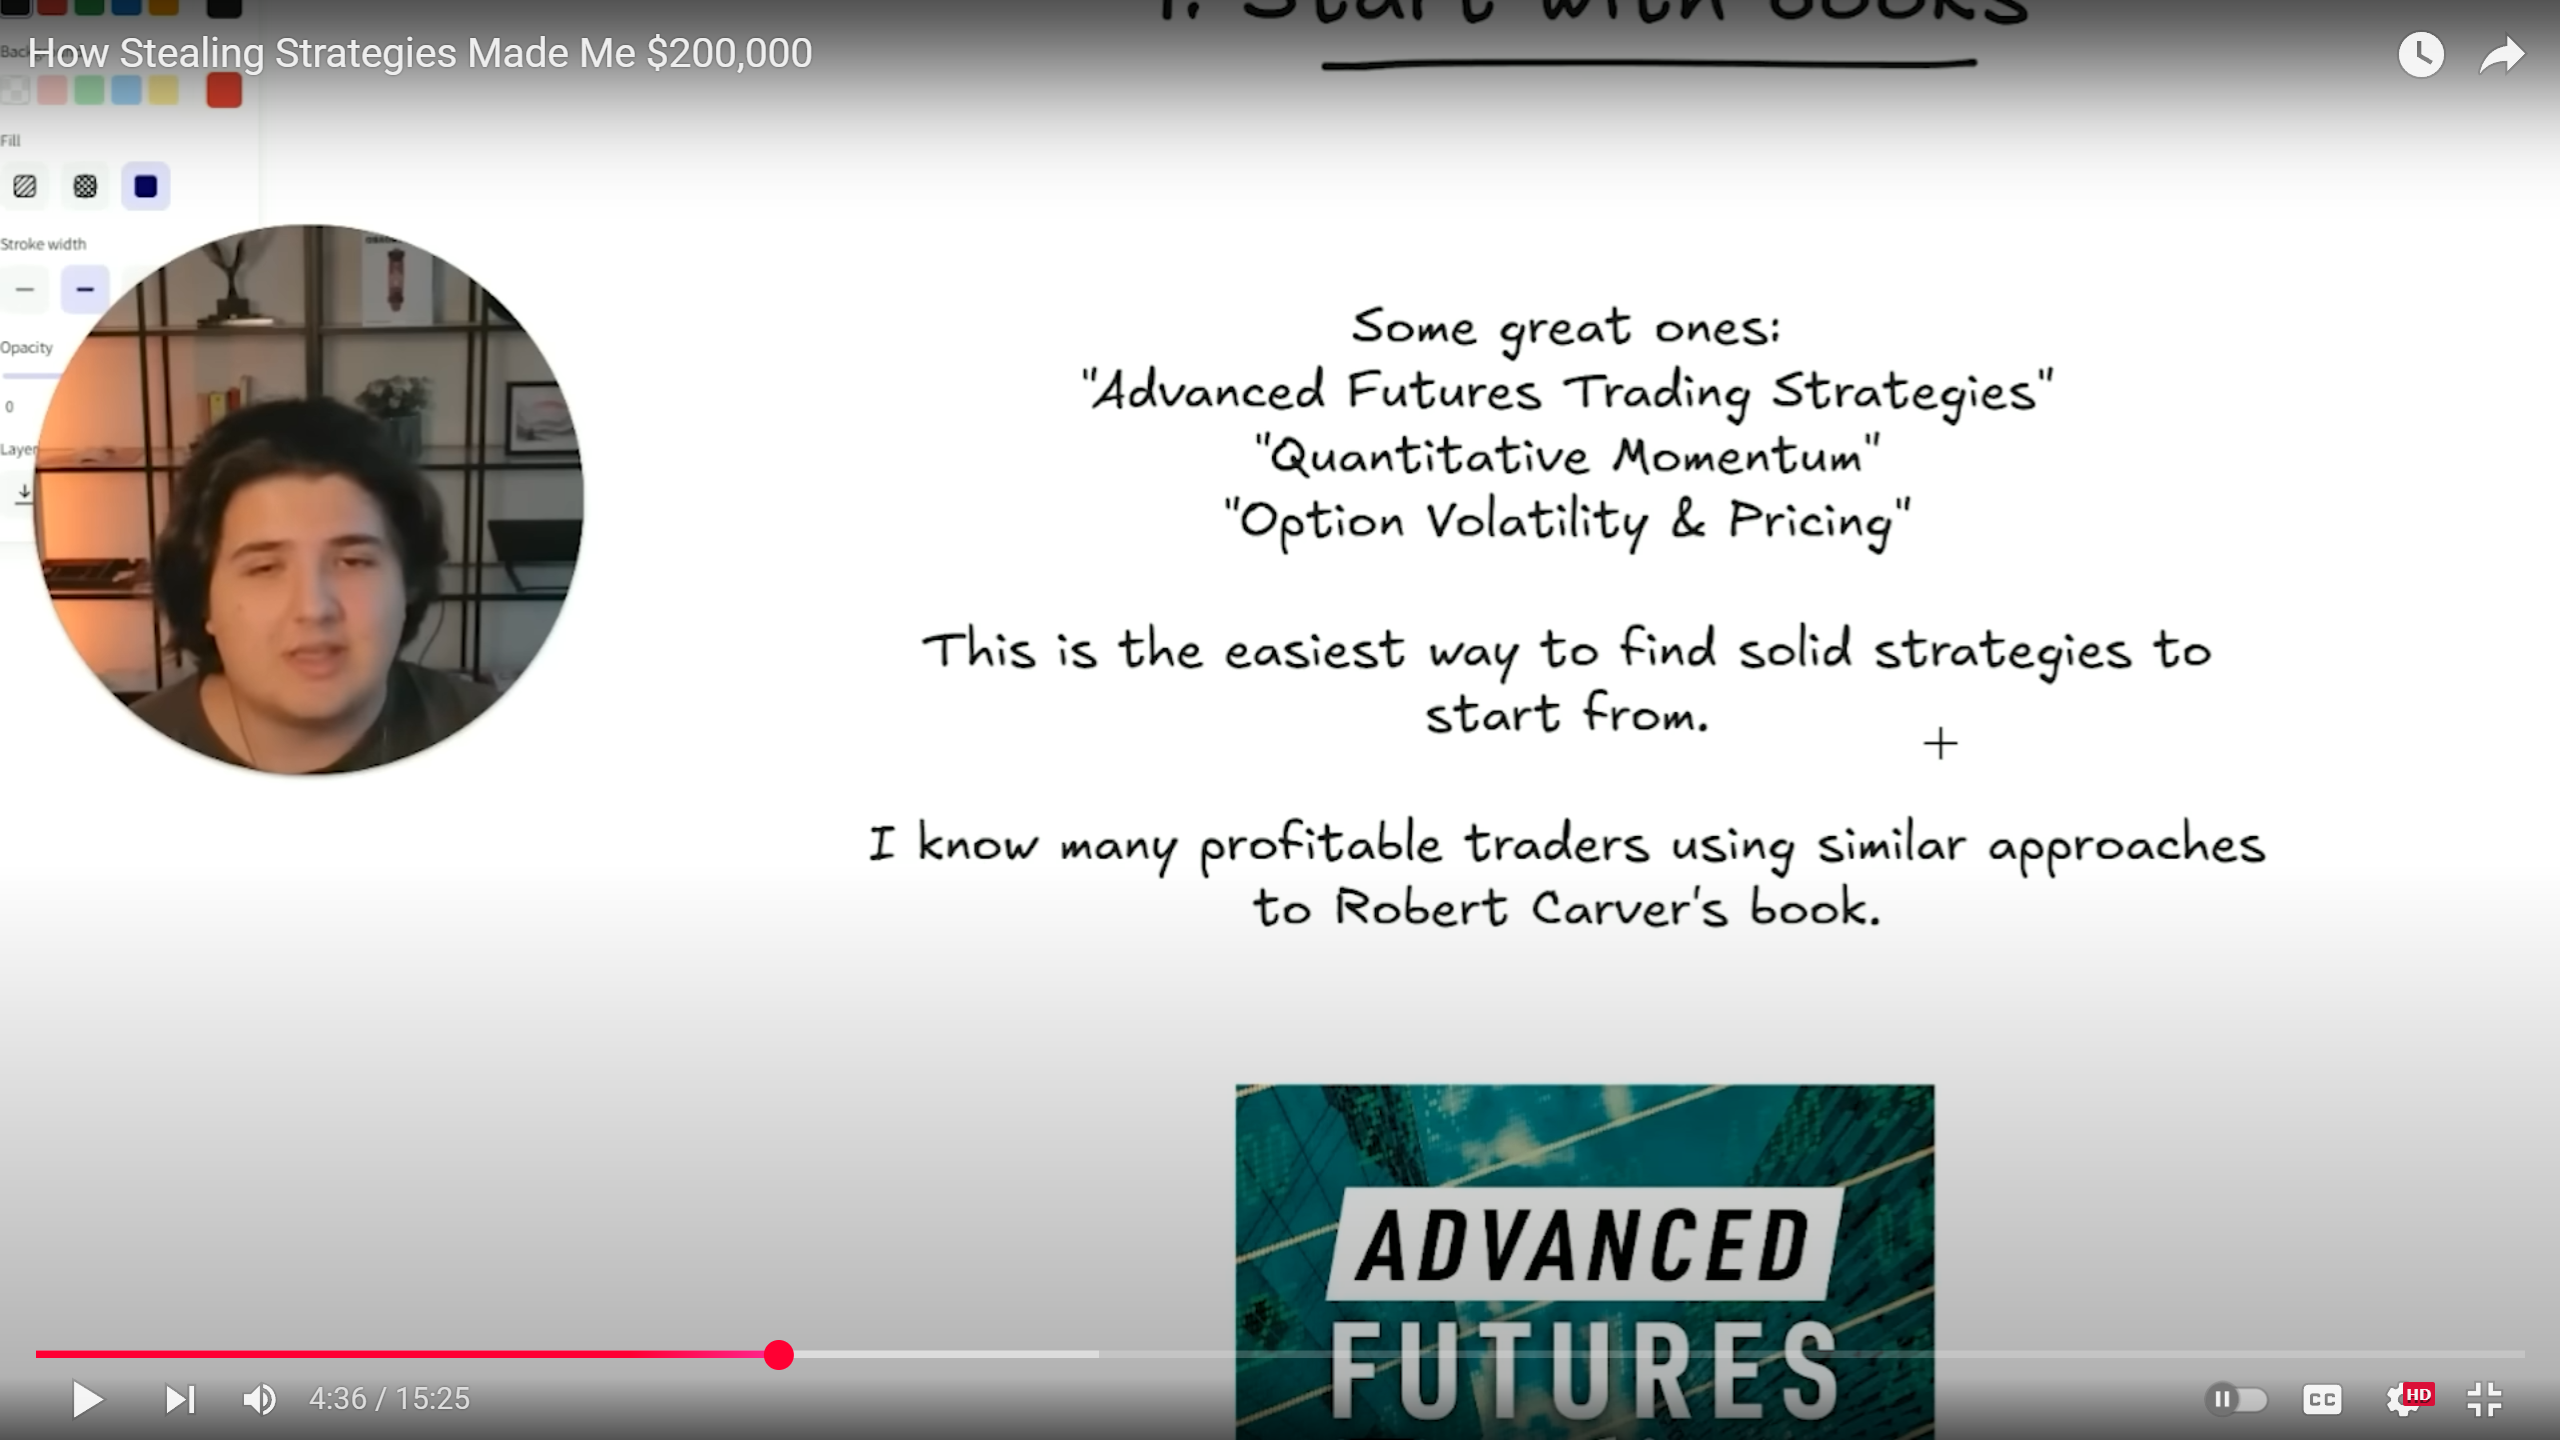 1. Start with books
How Stealing Strategies Made Me $200,000
Fill
Stroke width
Opacity
0
Layer
Some great ones:
"Advanced Futures Trading Strategies"
"Quantitative Momentum"
"Option Volatility & Pricing"
This is the easiest way to find solid strategies to
start from.
I know many profitable traders using similar approaches
to Robert Carver's book.
ADVANCED
FUTURES
4:36 / 15:25
CC
HD